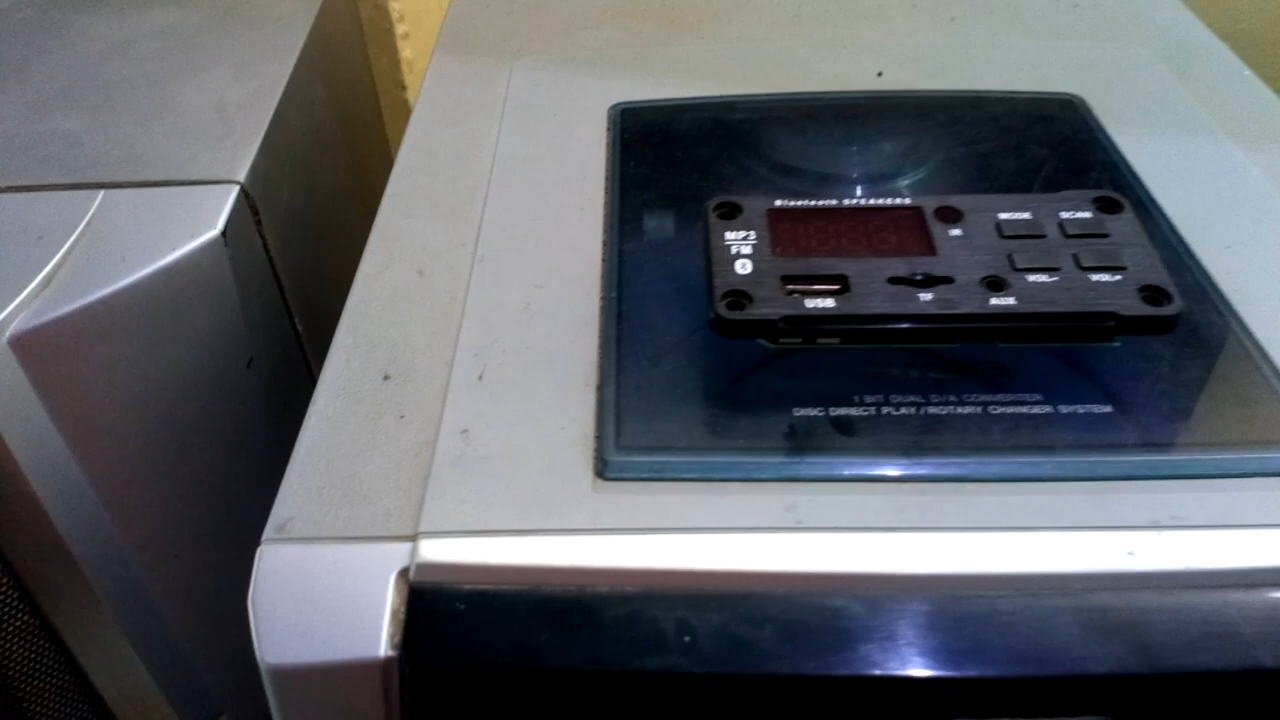 Bluetooth SPEAKERS
MP3
FM
IR
MODE
SCAN
VOL-
VOL+
USB
TF
AUX
1 BIT DUAL D/A CONVERTER
DISC DIRECT PLAY/ROTARY CHANGER SYSTEM